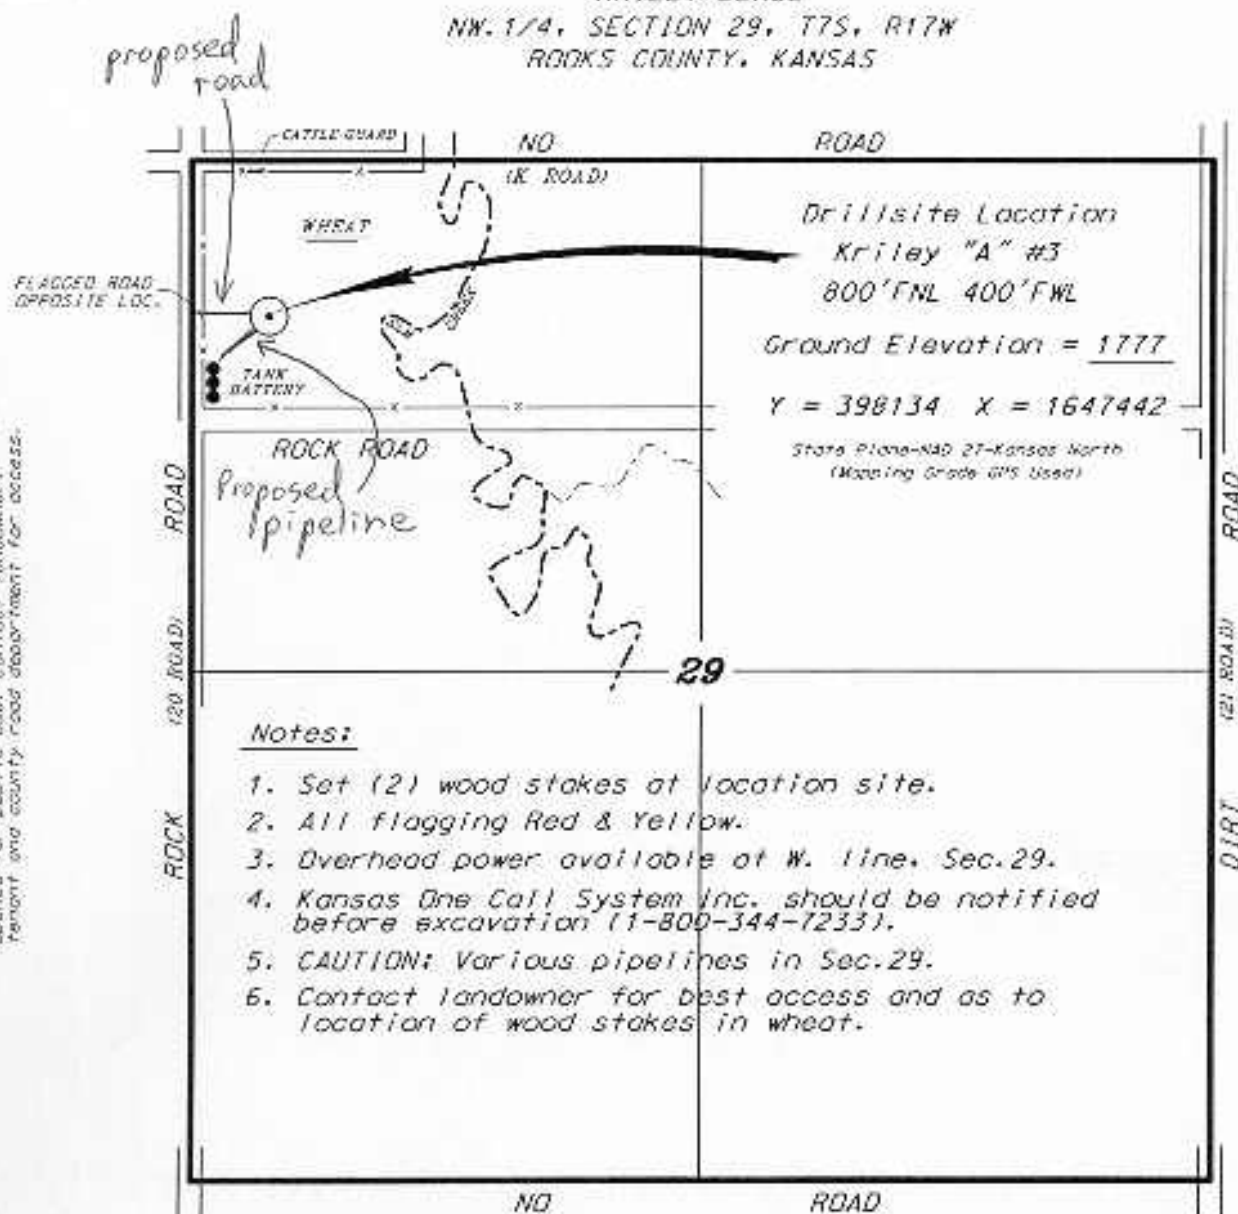 NW.1/4, SECTION 29, T7S, R17W
ROOKS COUNTY, KANSAS
proposed
road
CATTLE GUARD
NO ROAD
(K ROAD)
WHEAT
Drillsite Location
Kriley "A" #3
800'FNL 400'FWL
FLAGGED ROAD
OPPOSITE LOC.
Ground Elevation = 1777
TANK
BATTERY
Y = 398134 X = 1647442
State Plane-NAD 27-Kansas North
(Mapping Grade GPS Used)
ROCK ROAD
Proposed
pipeline
ROCK (20 ROAD) ROAD
DIRT (21 ROAD) ROAD
tenant and county road department for access.
29
Notes:
1. Set (2) wood stakes at location site.
2. All flagging Red & Yellow.
3. Overhead power available at W. line, Sec.29.
4. Kansas One Call System Inc. should be notified
before excavation (1-800-344-7233).
5. CAUTION: Various pipelines in Sec.29.
6. Contact landowner for best access and as to
location of wood stakes in wheat.
NO ROAD